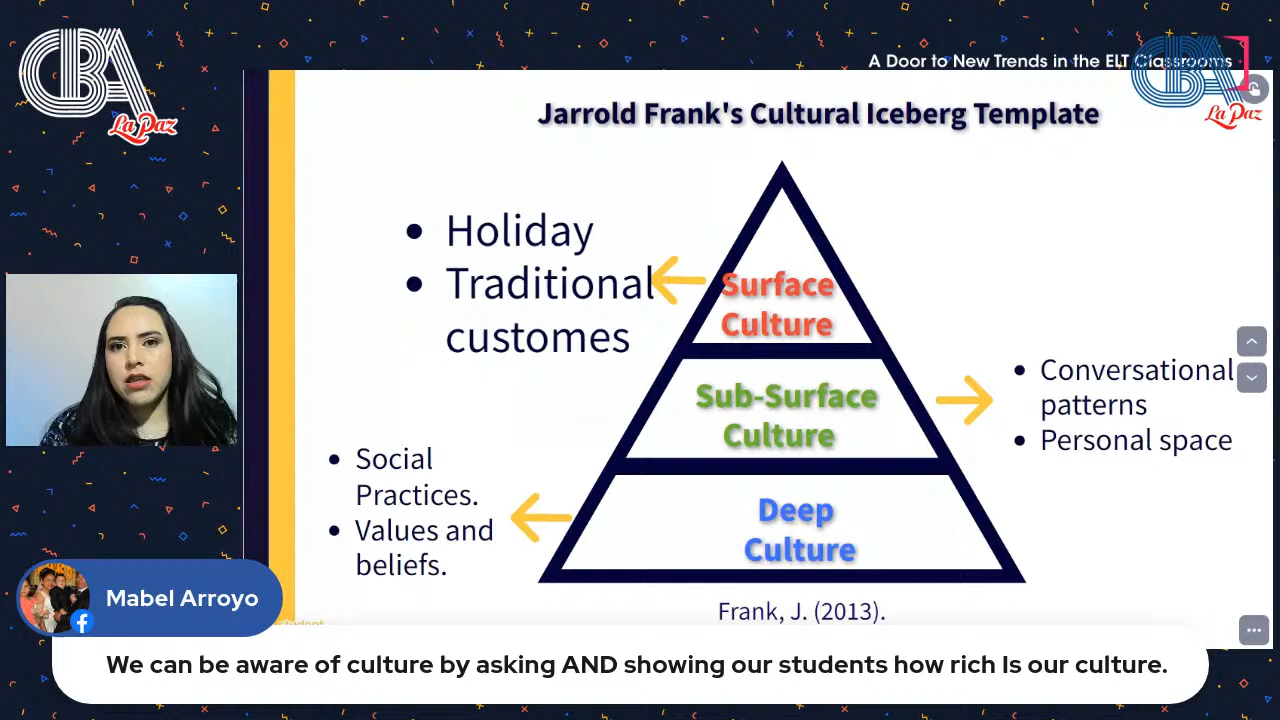 CBA
La Paz
A Door to New Trends in the ELT Classrooms
CBA
La Paz
Jarrold Frank's Cultural Iceberg Template
• Holiday
• Traditional
customes
Surface
Culture
Sub-Surface
Culture
• Conversational
patterns
• Personal space
• Social
Practices.
• Values and
beliefs.
Deep
Culture
Frank, J. (2013).
Mabel Arroyo
We can be aware of culture by asking AND showing our students how rich Is our culture.